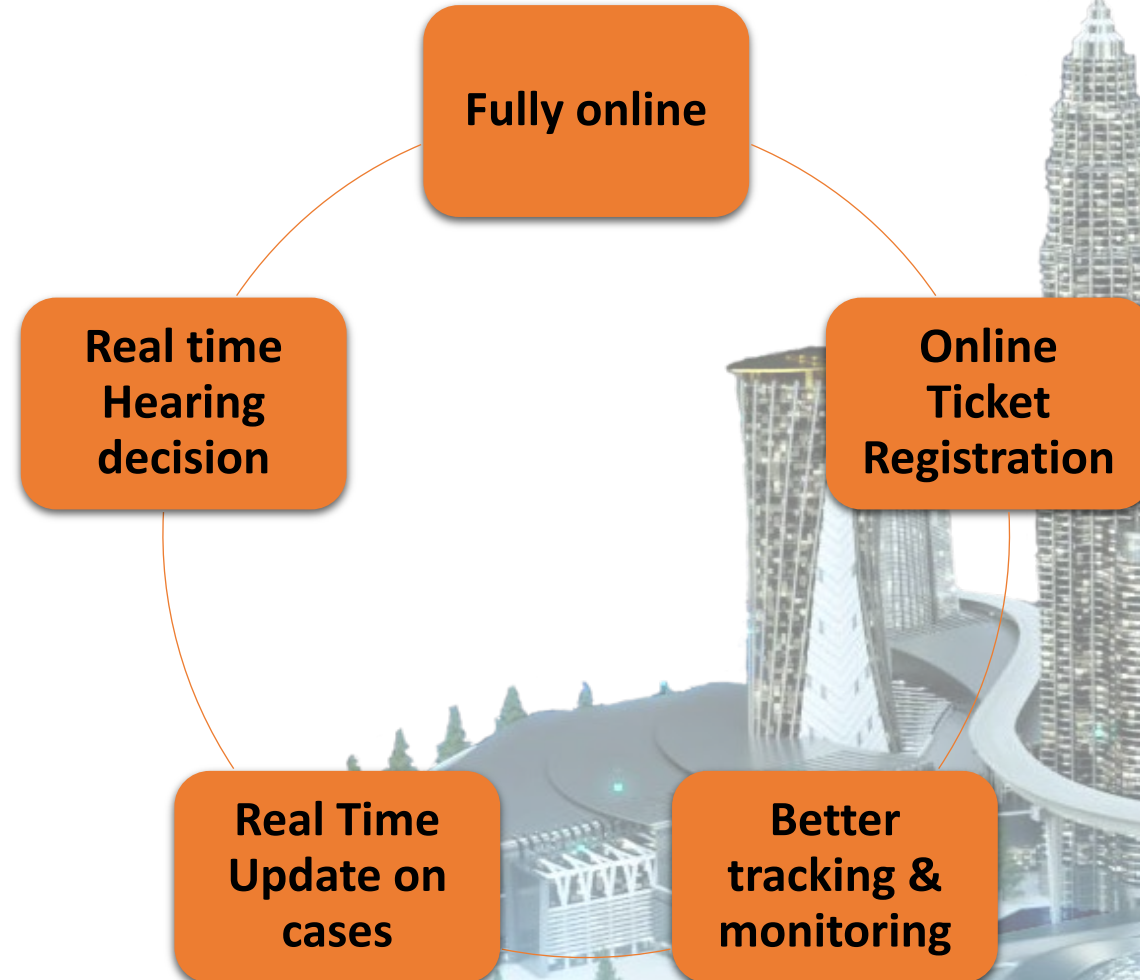 Fully online
Real time
Hearing
decision
Online
Ticket
Registration
Real Time
Update on
cases
Better
tracking &
monitoring